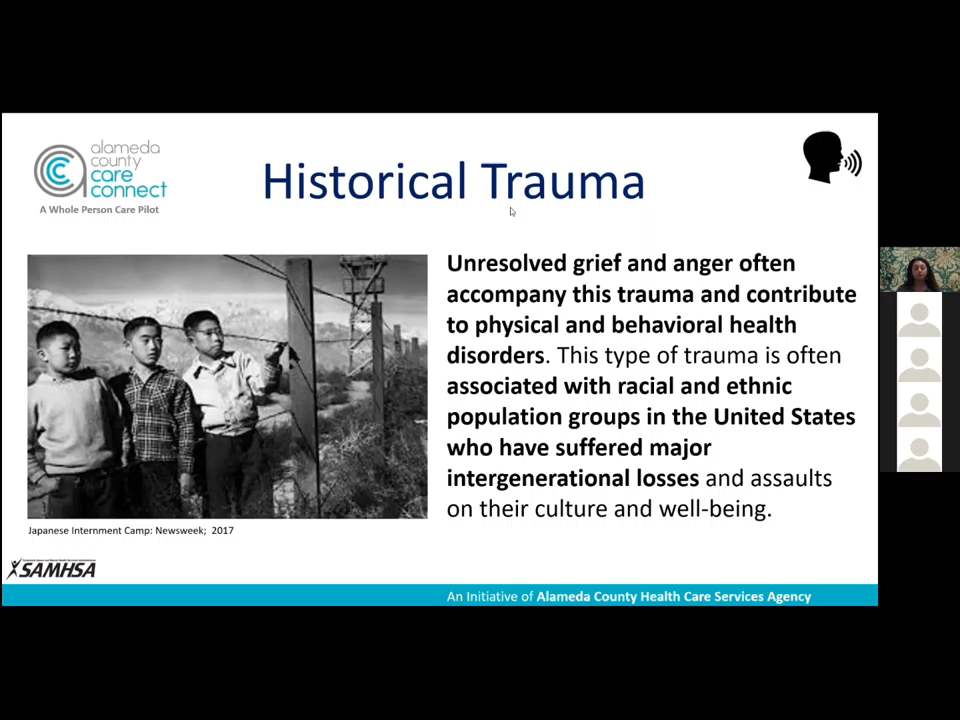 alameda
county
care
connect
A Whole Person Care Pilot
Historical Trauma
Unresolved grief and anger often
accompany this trauma and contribute
to physical and behavioral health
disorders. This type of trauma is often
associated with racial and ethnic
population groups in the United States
who have suffered major
intergenerational losses and assaults
on their culture and well-being.
Japanese Internment Camp: Newsweek; 2017
SAMHSA
An Initiative of Alameda County Health Care Services Agency